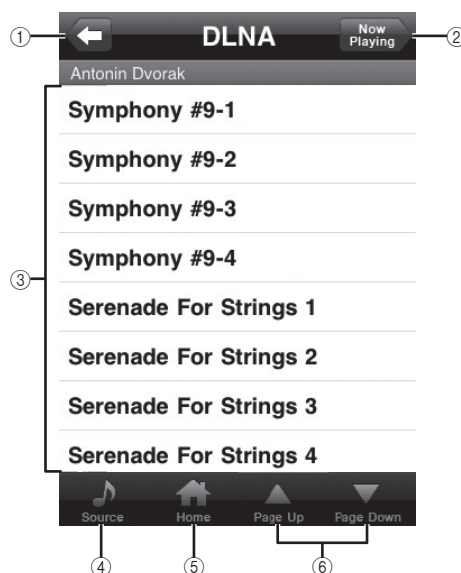 ① DLNA Now Playing ②
Antonin Dvorak
③
Symphony #9-1
Symphony #9-2
Symphony #9-3
Symphony #9-4
Serenade For Strings 1
Serenade For Strings 2
Serenade For Strings 3
Serenade For Strings 4
Source Home Page Up Page Down
④ ⑤ ⑥